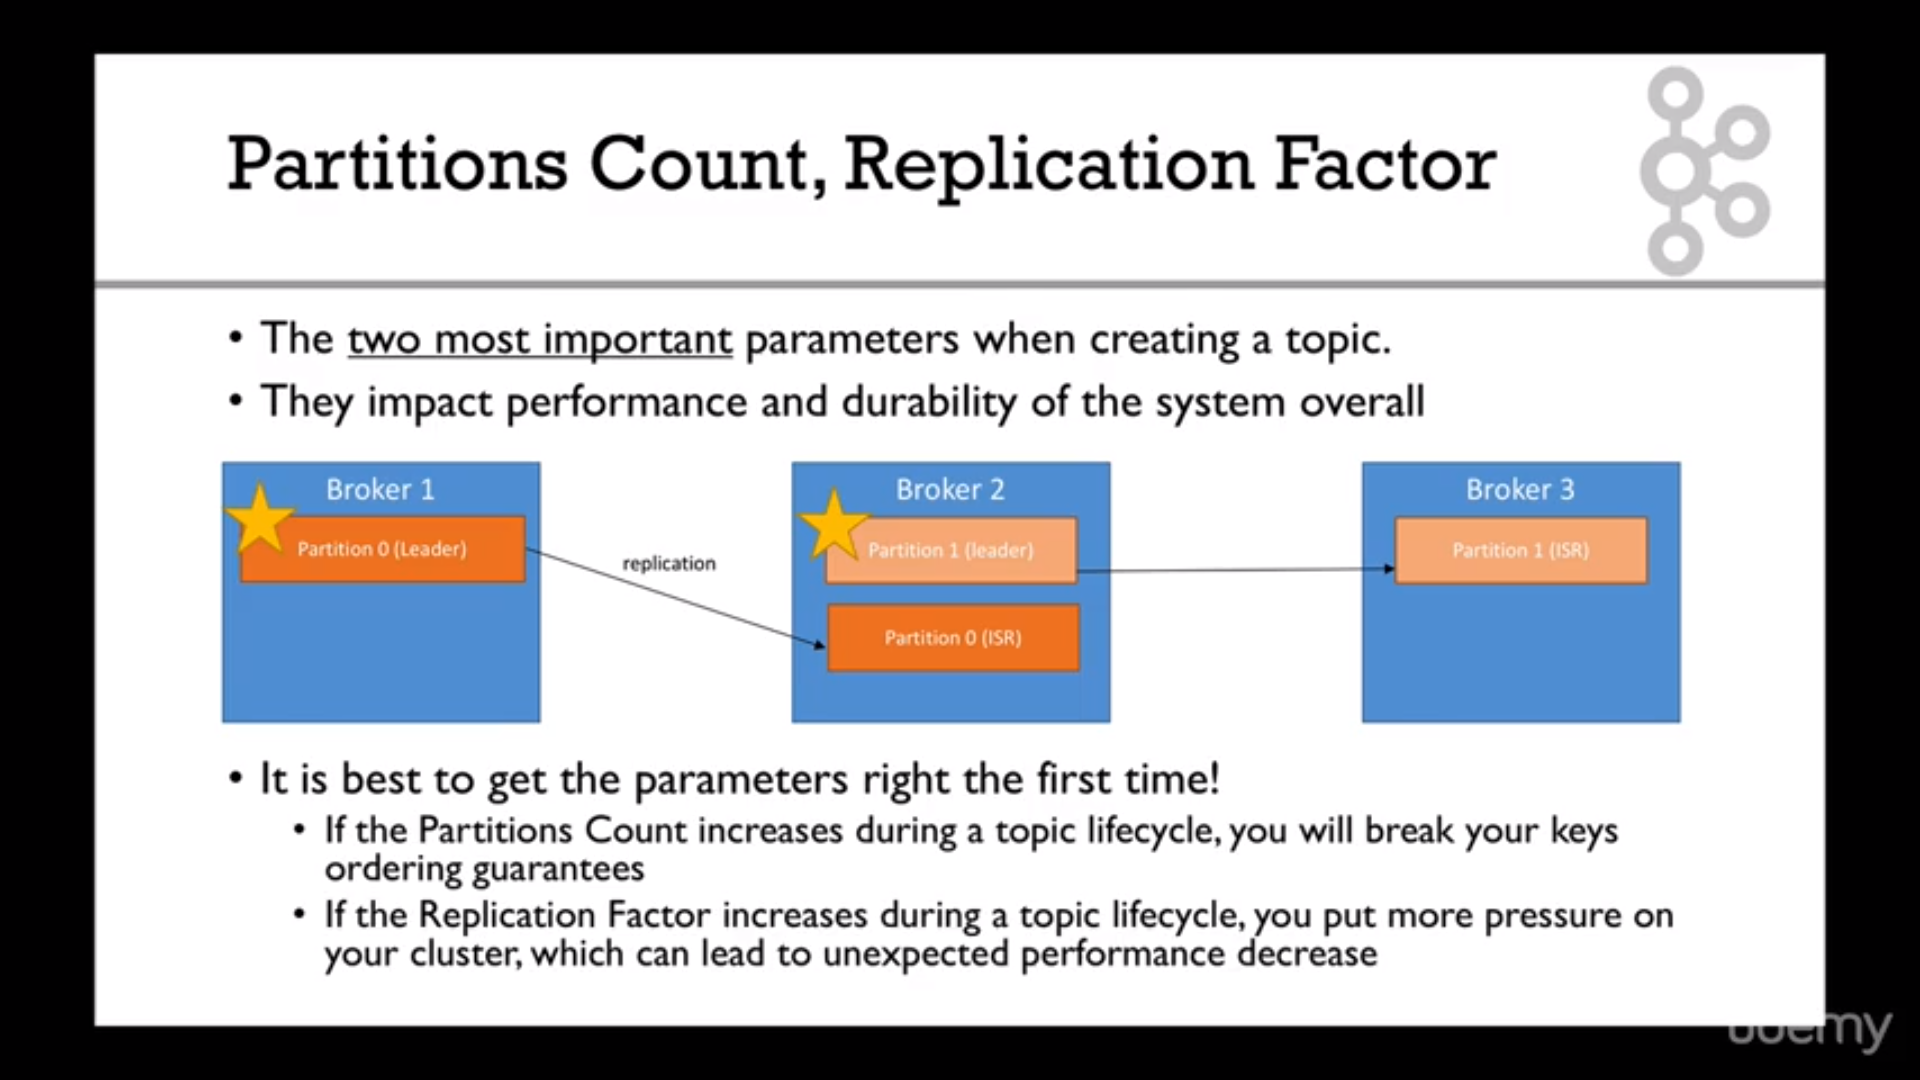 Partitions Count, Replication Factor
• The two most important parameters when creating a topic.
• They impact performance and durability of the system overall
Broker 1
Partition 0 (Leader)
replication
Broker 2
Partition 1 (leader)
Partition 0 (ISR)
Broker 3
Partition 1 (ISR)
• It is best to get the parameters right the first time!
• If the Partitions Count increases during a topic lifecycle, you will break your keys
ordering guarantees
• If the Replication Factor increases during a topic lifecycle, you put more pressure on
your cluster, which can lead to unexpected performance decrease
udemy